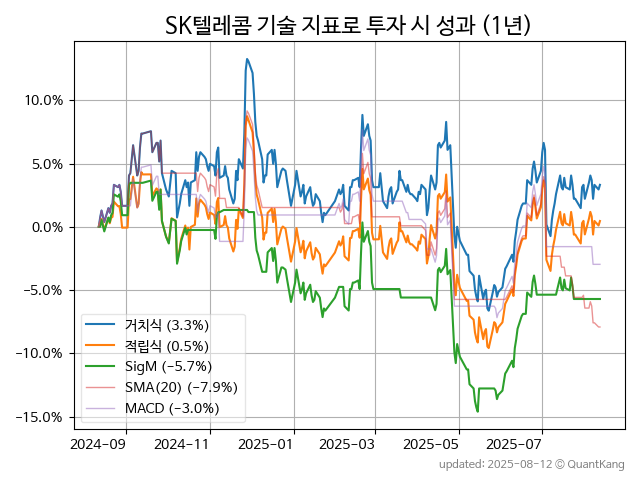 SK텔레콤 기술 지표로 투자 시 성과 (1년)
10.0%
5.0%
0.0%
−5.0%
−10.0%
−15.0%
거치식 (3.3%)
적립식 (0.5%)
SigM (−5.7%)
SMA(20) (−7.9%)
MACD (−3.0%)
2024-09 2024-11 2025-01 2025-03 2025-05 2025-07
updated: 2025-08-12 © QuantKang